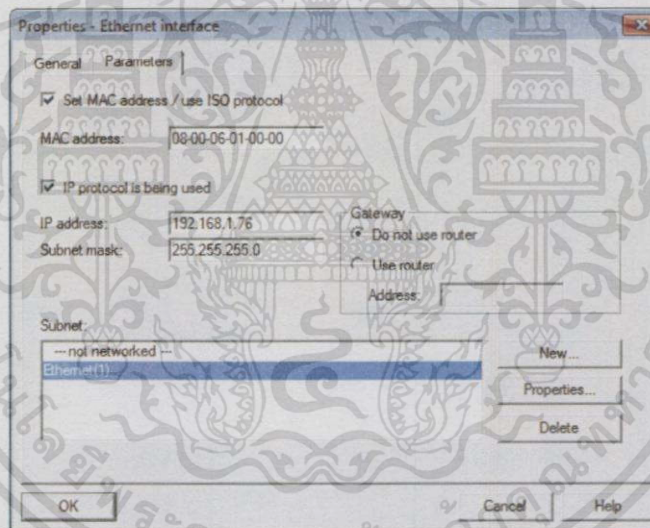 Properties - Ethernet interface
General Parameters
Set MAC address / use ISO protocol
MAC address: 08-00-06-01-00-00
IP protocol is being used
IP address: 192.168.1.76
Subnet mask: 255.255.255.0
Gateway
Do not use router
Use router
Address:
Subnet:
--- not networked ---
Ethernet(1)
New...
Properties...
Delete
OK Cancel Help